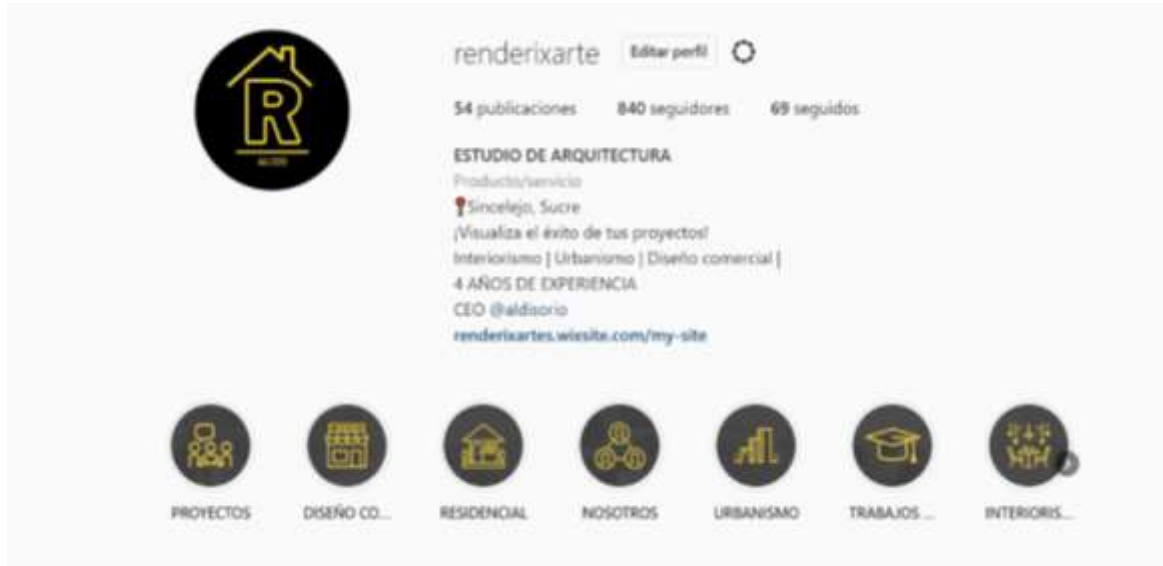 R
renderixarte Editar perfil
54 publicaciones 840 seguidores 69 seguidos
ESTUDIO DE ARQUITECTURA
Producto/servicio
Sincelejo, Sucre
¡Visualiza el éxito de tus proyectos!
Interiorismo | Urbanismo | Diseño comercial |
4 AÑOS DE EXPERIENCIA
CEO @aldisorio
renderixartes.wixsite.com/my-site
PROYECTOS DISEÑO CO... RESIDENCIAL NOSOTROS URBANISMO TRABAJOS ... INTERIORIS...